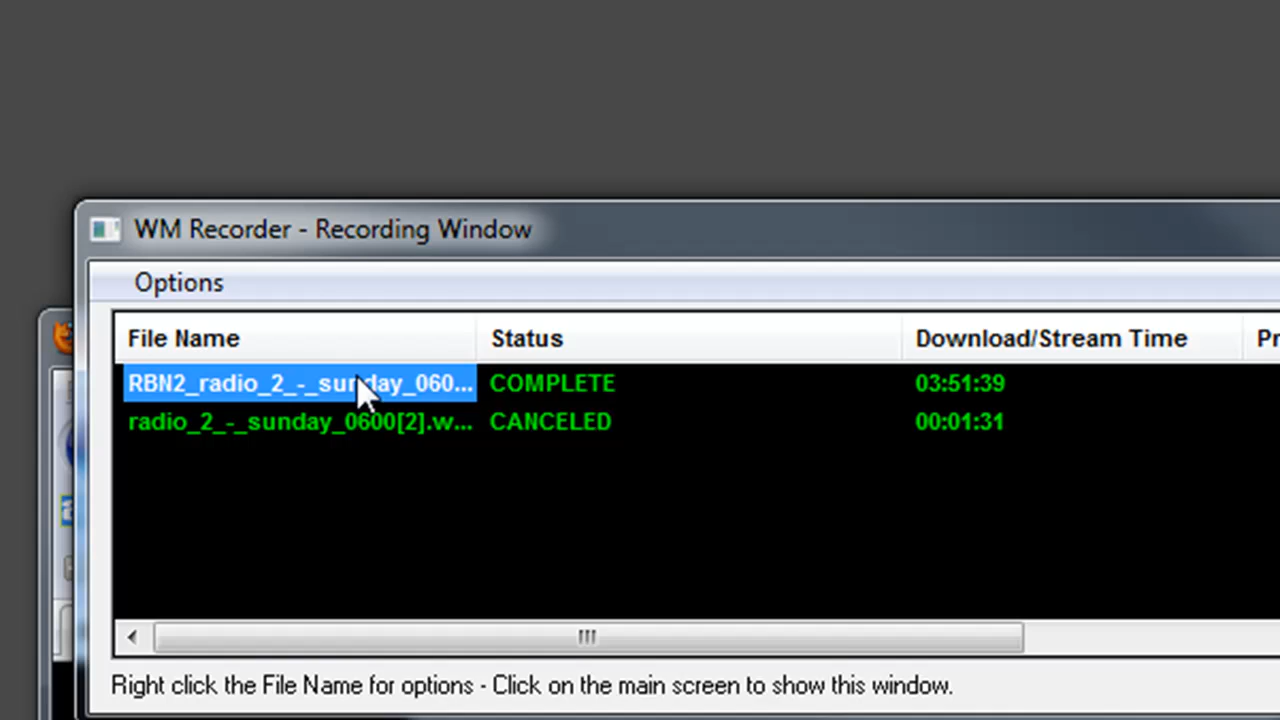 WM Recorder - Recording Window
Options
File Name Status Download/Stream Time Pr
RBN2_radio_2_-_sunday_060... COMPLETE 03:51:39
radio_2_-_sunday_0600[2].w... CANCELED 00:01:31
Right click the File Name for options - Click on the main screen to show this window.